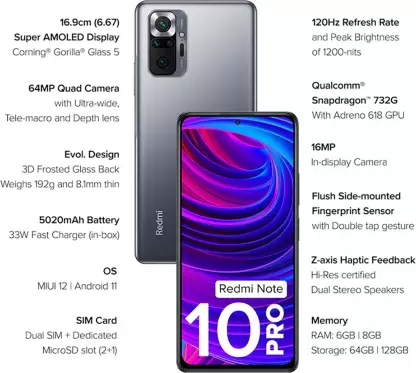 16.9cm (6.67)
Super AMOLED Display
Corning® Gorilla® Glass 5
64MP Quad Camera
with Ultra-wide,
Tele-macro and Depth lens
Evol. Design
3D Frosted Glass Back
Weighs 192g and 8.1mm thin
5020mAh Battery
33W Fast Charger (in-box)
OS
MIUI 12 | Android 11
SIM Card
Dual SIM + Dedicated
MicroSD slot (2+1)
Redmi
Redmi Note
10 PRO
120Hz Refresh Rate
and Peak Brightness
of 1200-nits
Qualcomm®
Snapdragon™ 732G
With Adreno 618 GPU
16MP
In-display Camera
Flush Side-mounted
Fingerprint Sensor
with Double tap gesture
Z-axis Haptic Feedback
Hi-Res certified
Dual Stereo Speakers
Memory
RAM: 6GB | 8GB
Storage: 64GB | 128GB